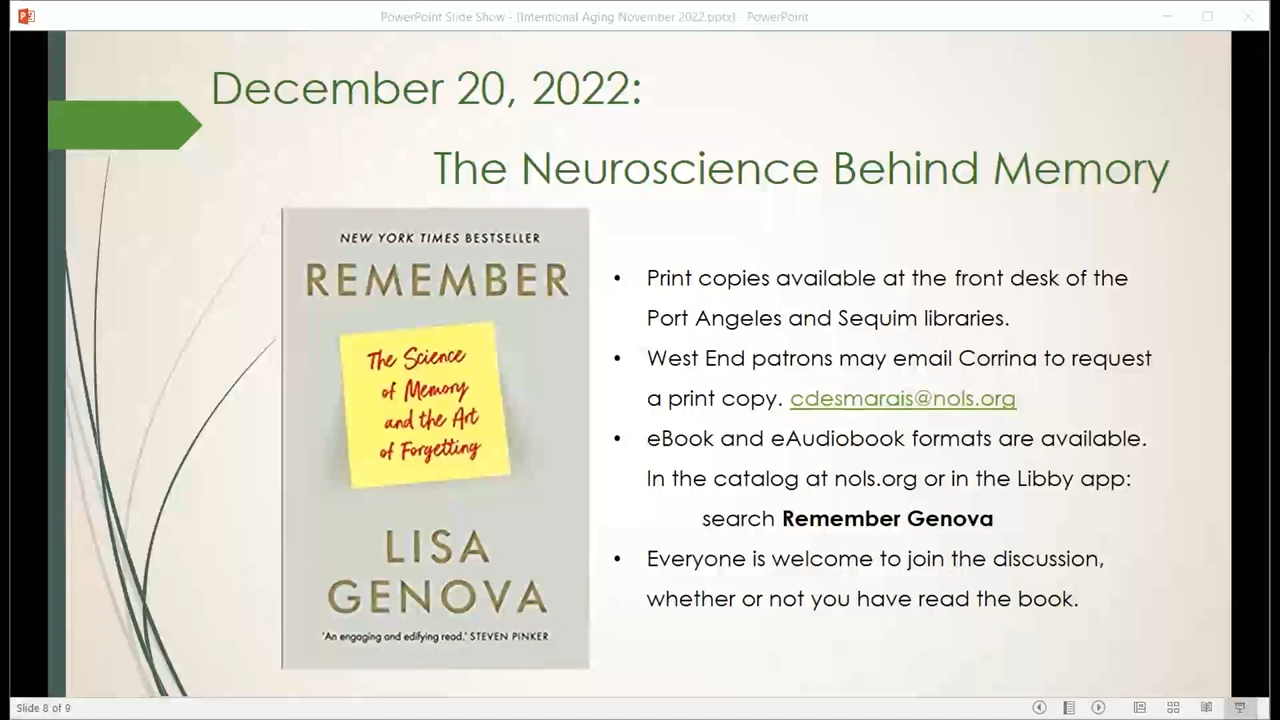 PowerPoint Slide Show - [Intentional Aging November 2022.pptx] - PowerPoint
December 20, 2022:
The Neuroscience Behind Memory
NEW YORK TIMES BESTSELLER
REMEMBER
The Science
of Memory
and the Art
of Forgetting
LISA
GENOVA
'An engaging and edifying read.' STEVEN PINKER
• Print copies available at the front desk of the
Port Angeles and Sequim libraries.
• West End patrons may email Corrina to request
a print copy. cdesmarais@nols.org
• eBook and eAudiobook formats are available.
In the catalog at nols.org or in the Libby app:
search Remember Genova
• Everyone is welcome to join the discussion,
whether or not you have read the book.
Slide 8 of 9